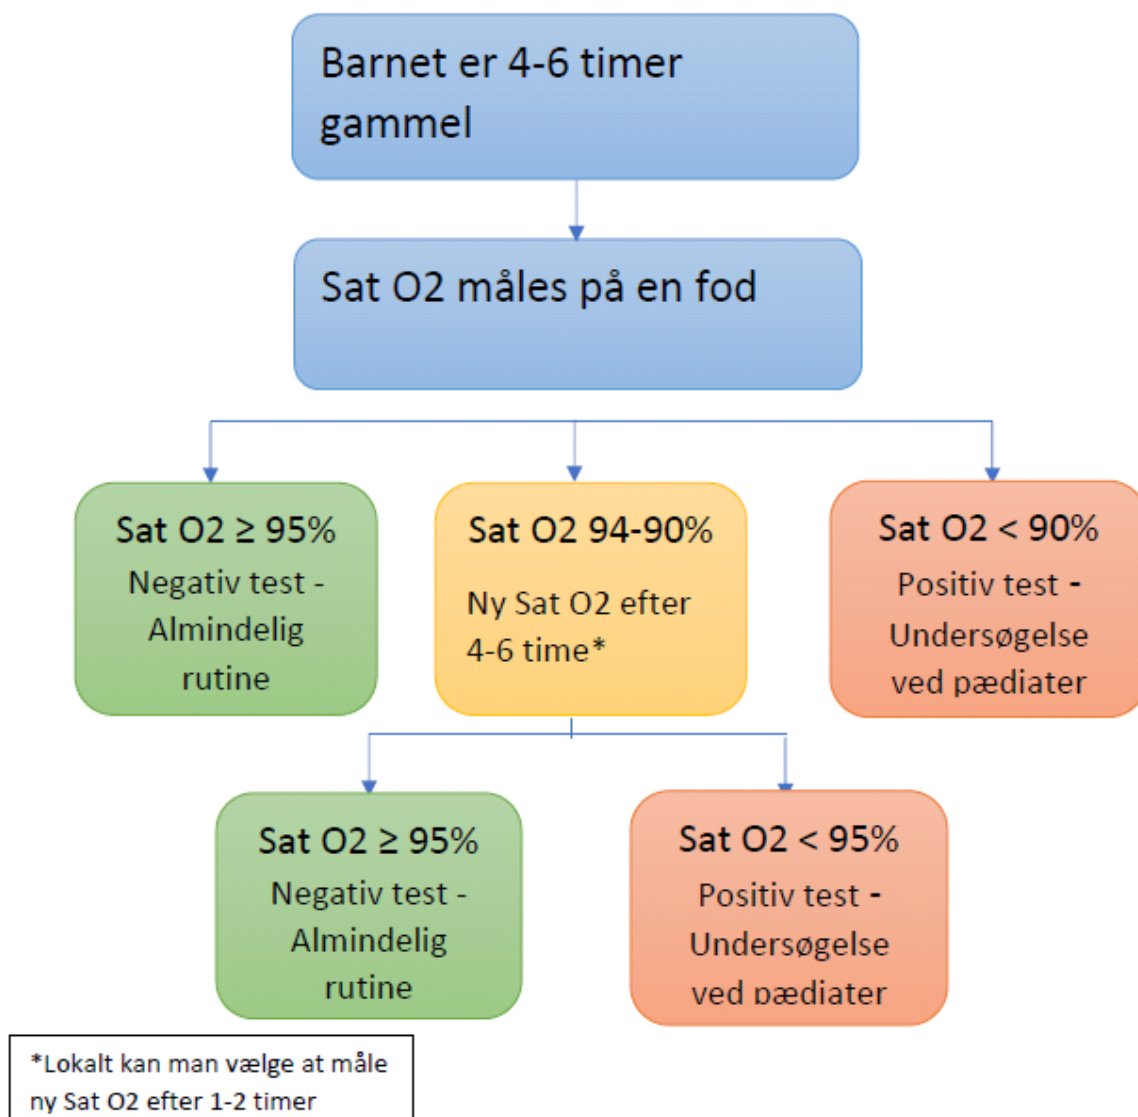 Barnet er 4-6 timer
gammel
Sat O2 måles på en fod
Sat O2 ≥ 95%
Negativ test -
Almindelig
rutine
Sat O2 94-90%
Ny Sat O2 efter
4-6 time*
Sat O2 < 90%
Positiv test -
Undersøgelse
ved pædiater
Sat O2 ≥ 95%
Negativ test -
Almindelig
rutine
Sat O2 < 95%
Positiv test -
Undersøgelse
ved pædiater
*Lokalt kan man vælge at måle
ny Sat O2 efter 1-2 timer